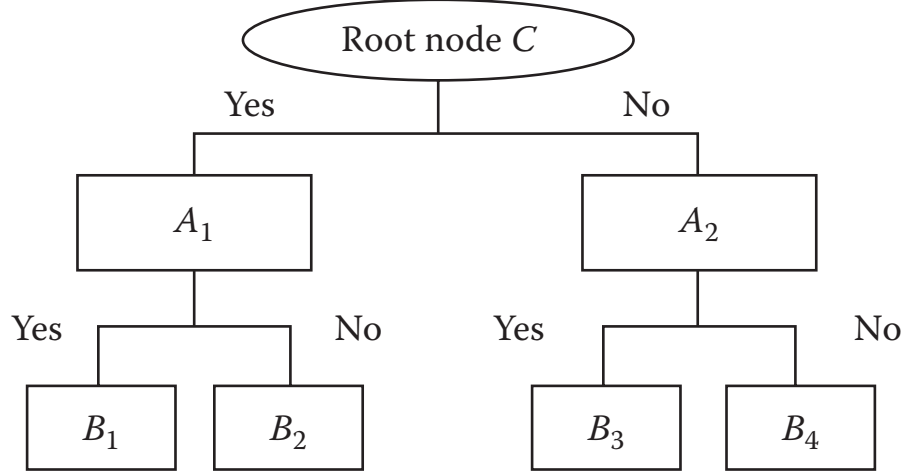 Root node C
Yes No
A₁ A₂
Yes No Yes No
B₁ B₂ B₃ B₄